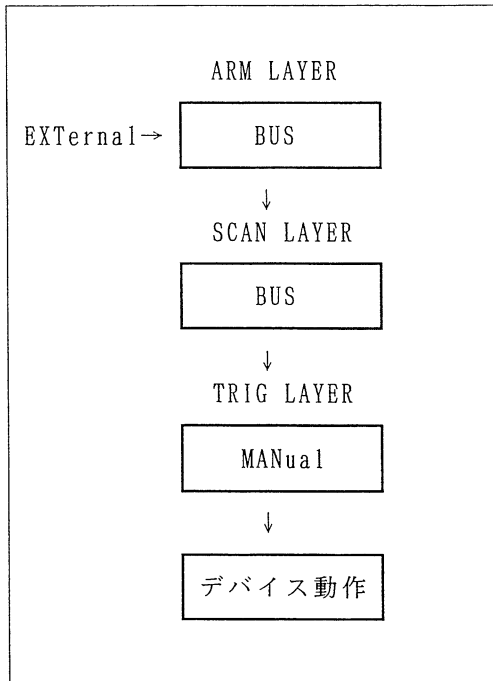 ARM LAYER
EXTernal→ BUS
↓
SCAN LAYER
BUS
↓
TRIG LAYER
MANual
↓
デバイス動作